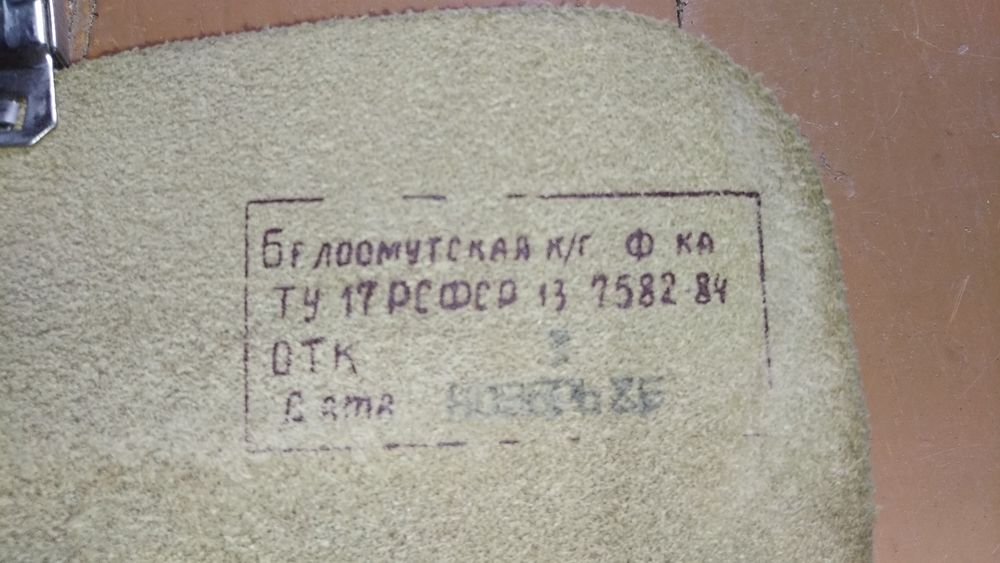 Белоомутская к/г ф ка
ТУ 17 РСФСР 13 7582-84
ОТК
Дата